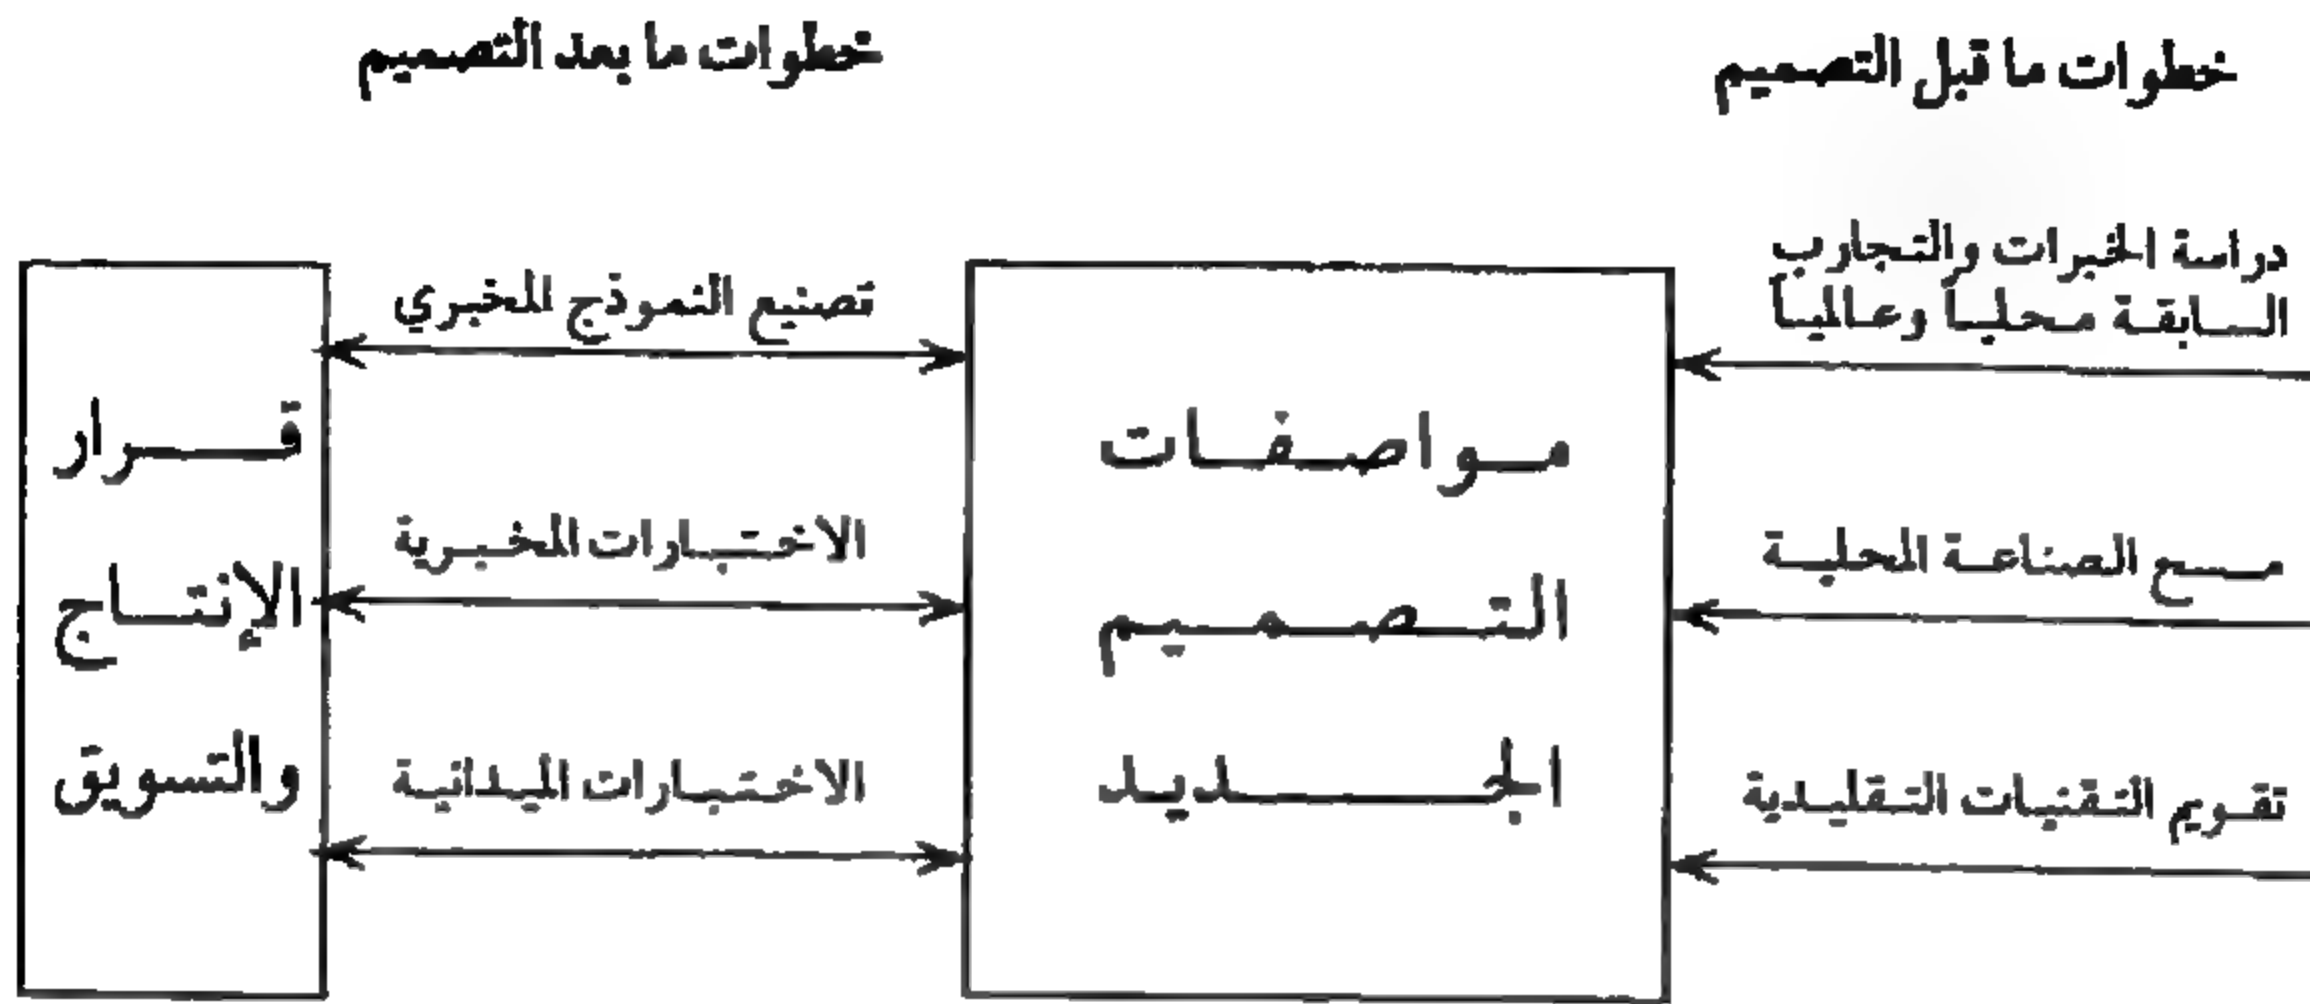 خطوات ما قبل التصميم
خطوات ما بعد التصميم
دراسة الخبرات والتجارب
السابقة محلياً وعالمياً
مسح الصناعة المحلية
تقويم التقنيات التقليدية
مواصفات
التصميم
الجديد
تصنيع النموذج المخبري
الاختبارات المخبرية
الاختبارات الميدانية
قرار
الإنتاج
والتسويق